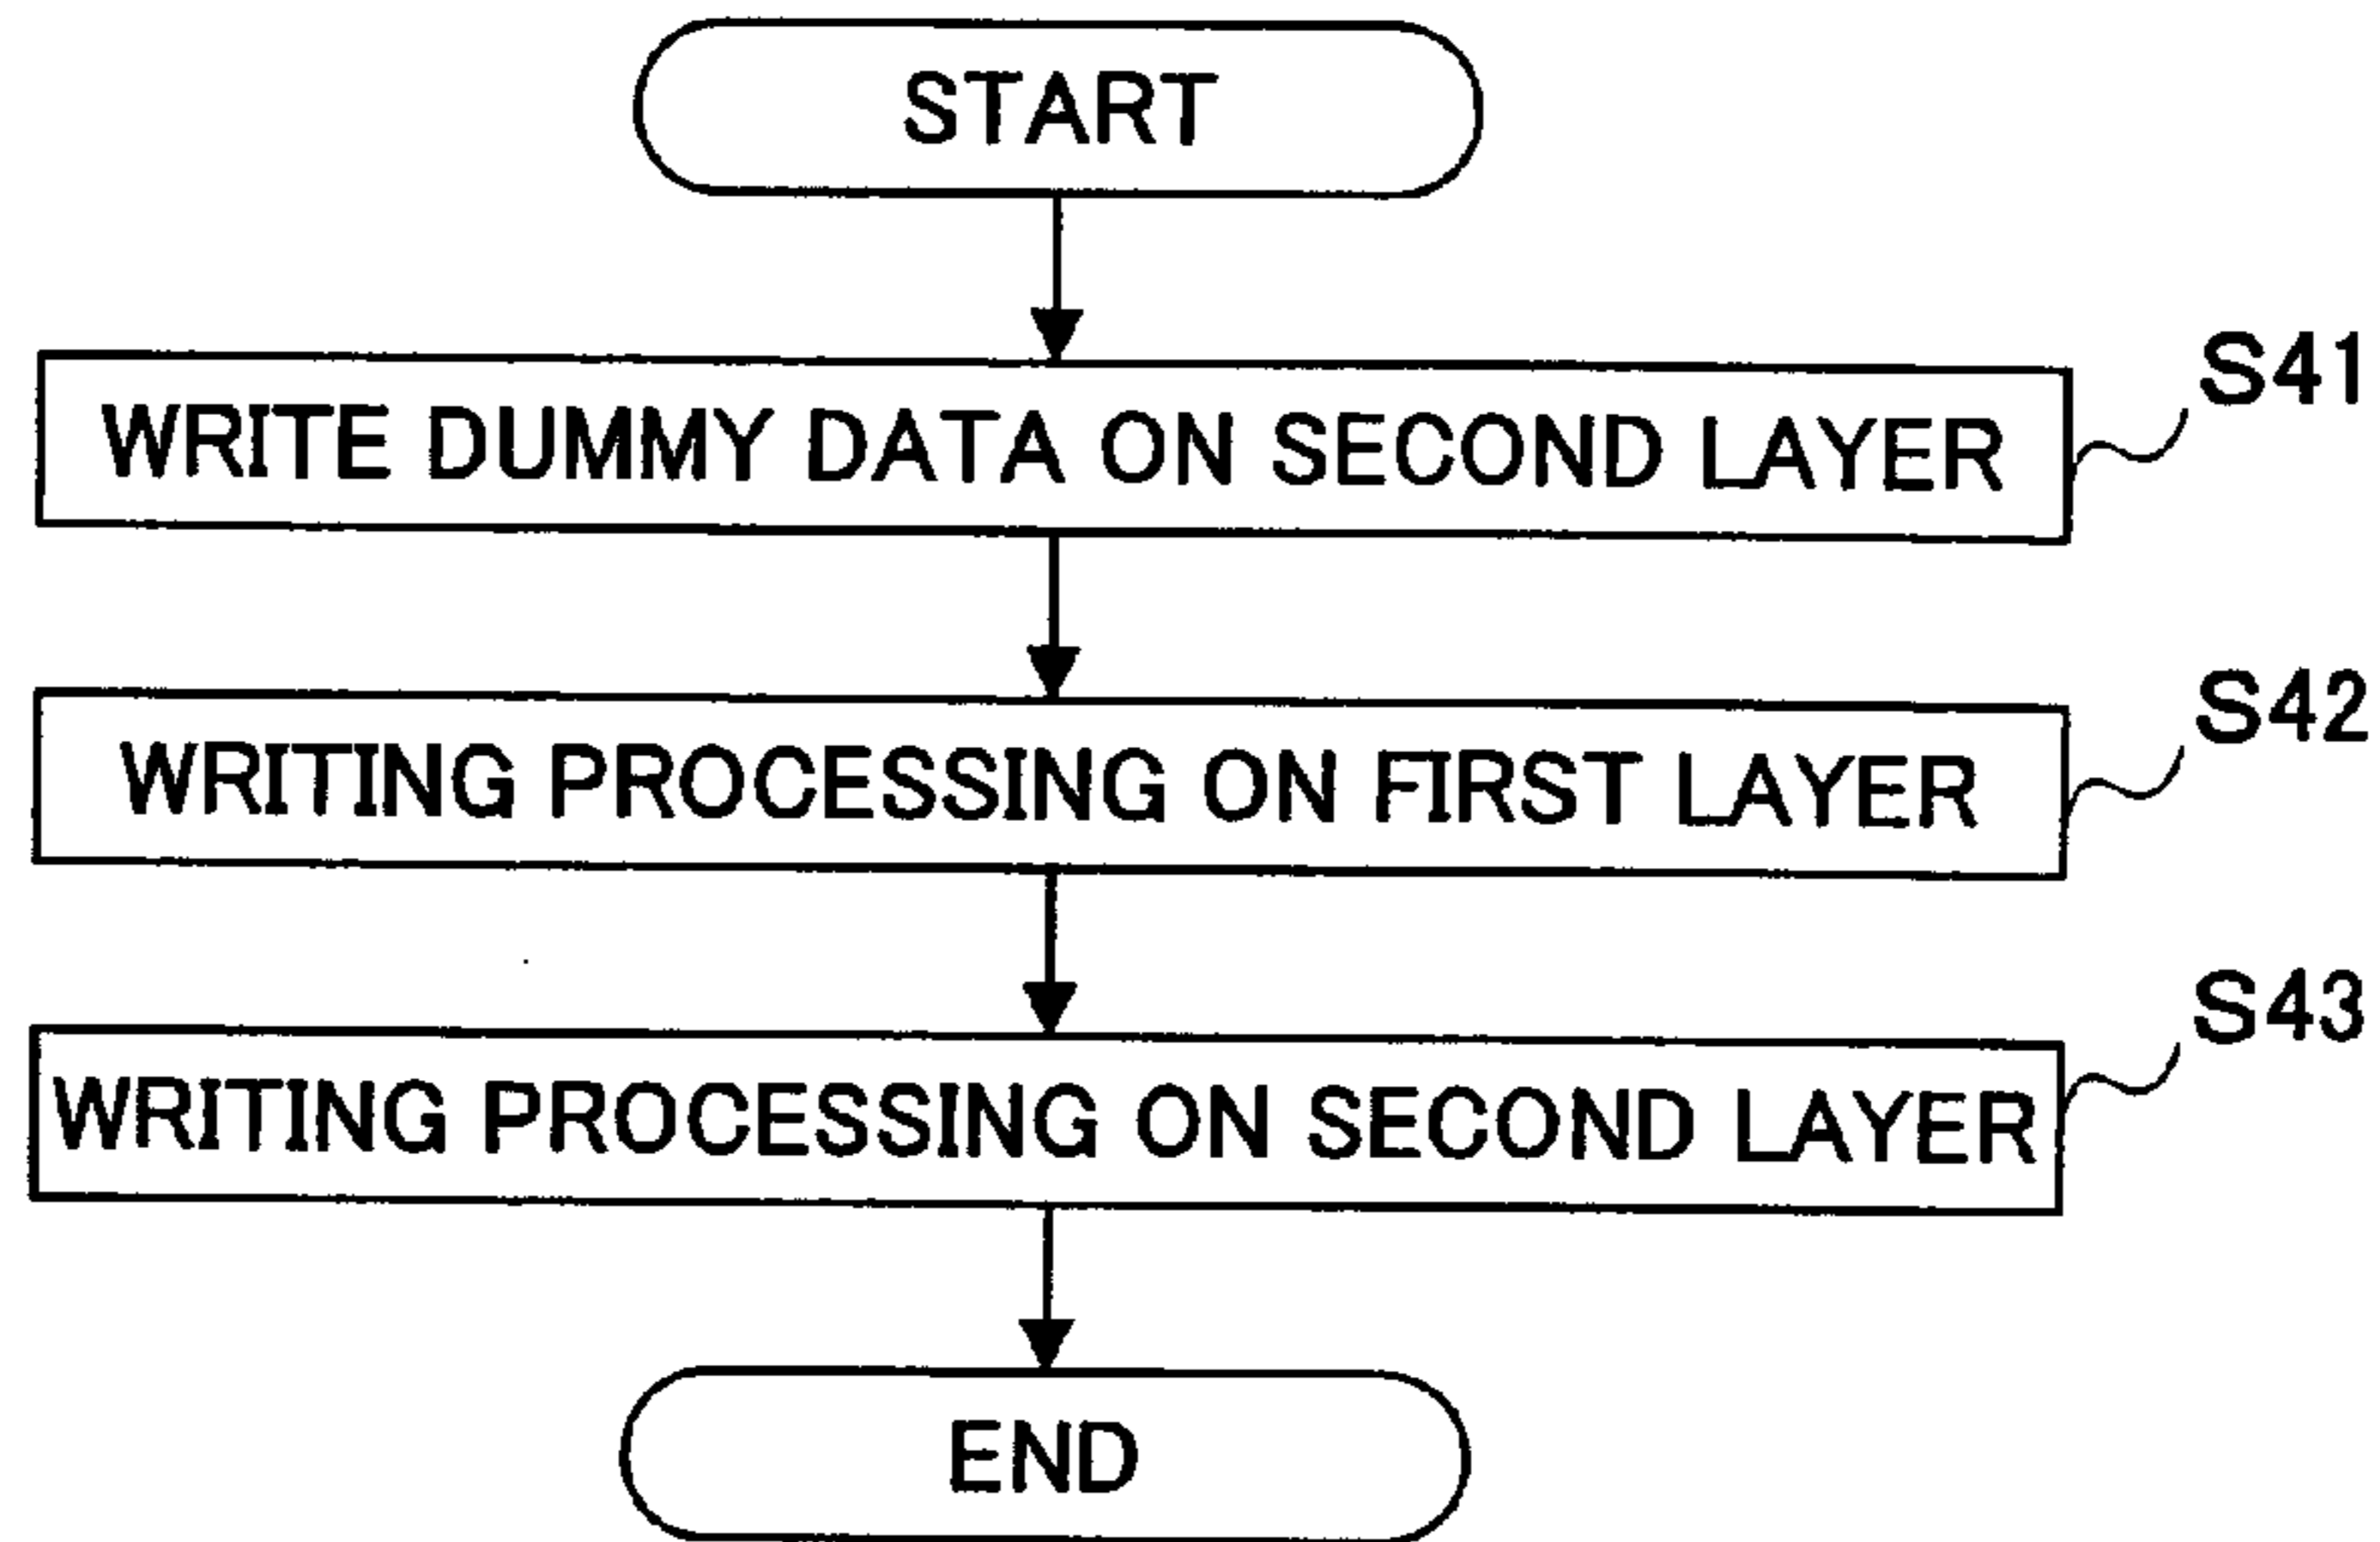 START
S41
WRITE DUMMY DATA ON SECOND LAYER
S42
WRITING PROCESSING ON FIRST LAYER
S43
WRITING PROCESSING ON SECOND LAYER
END